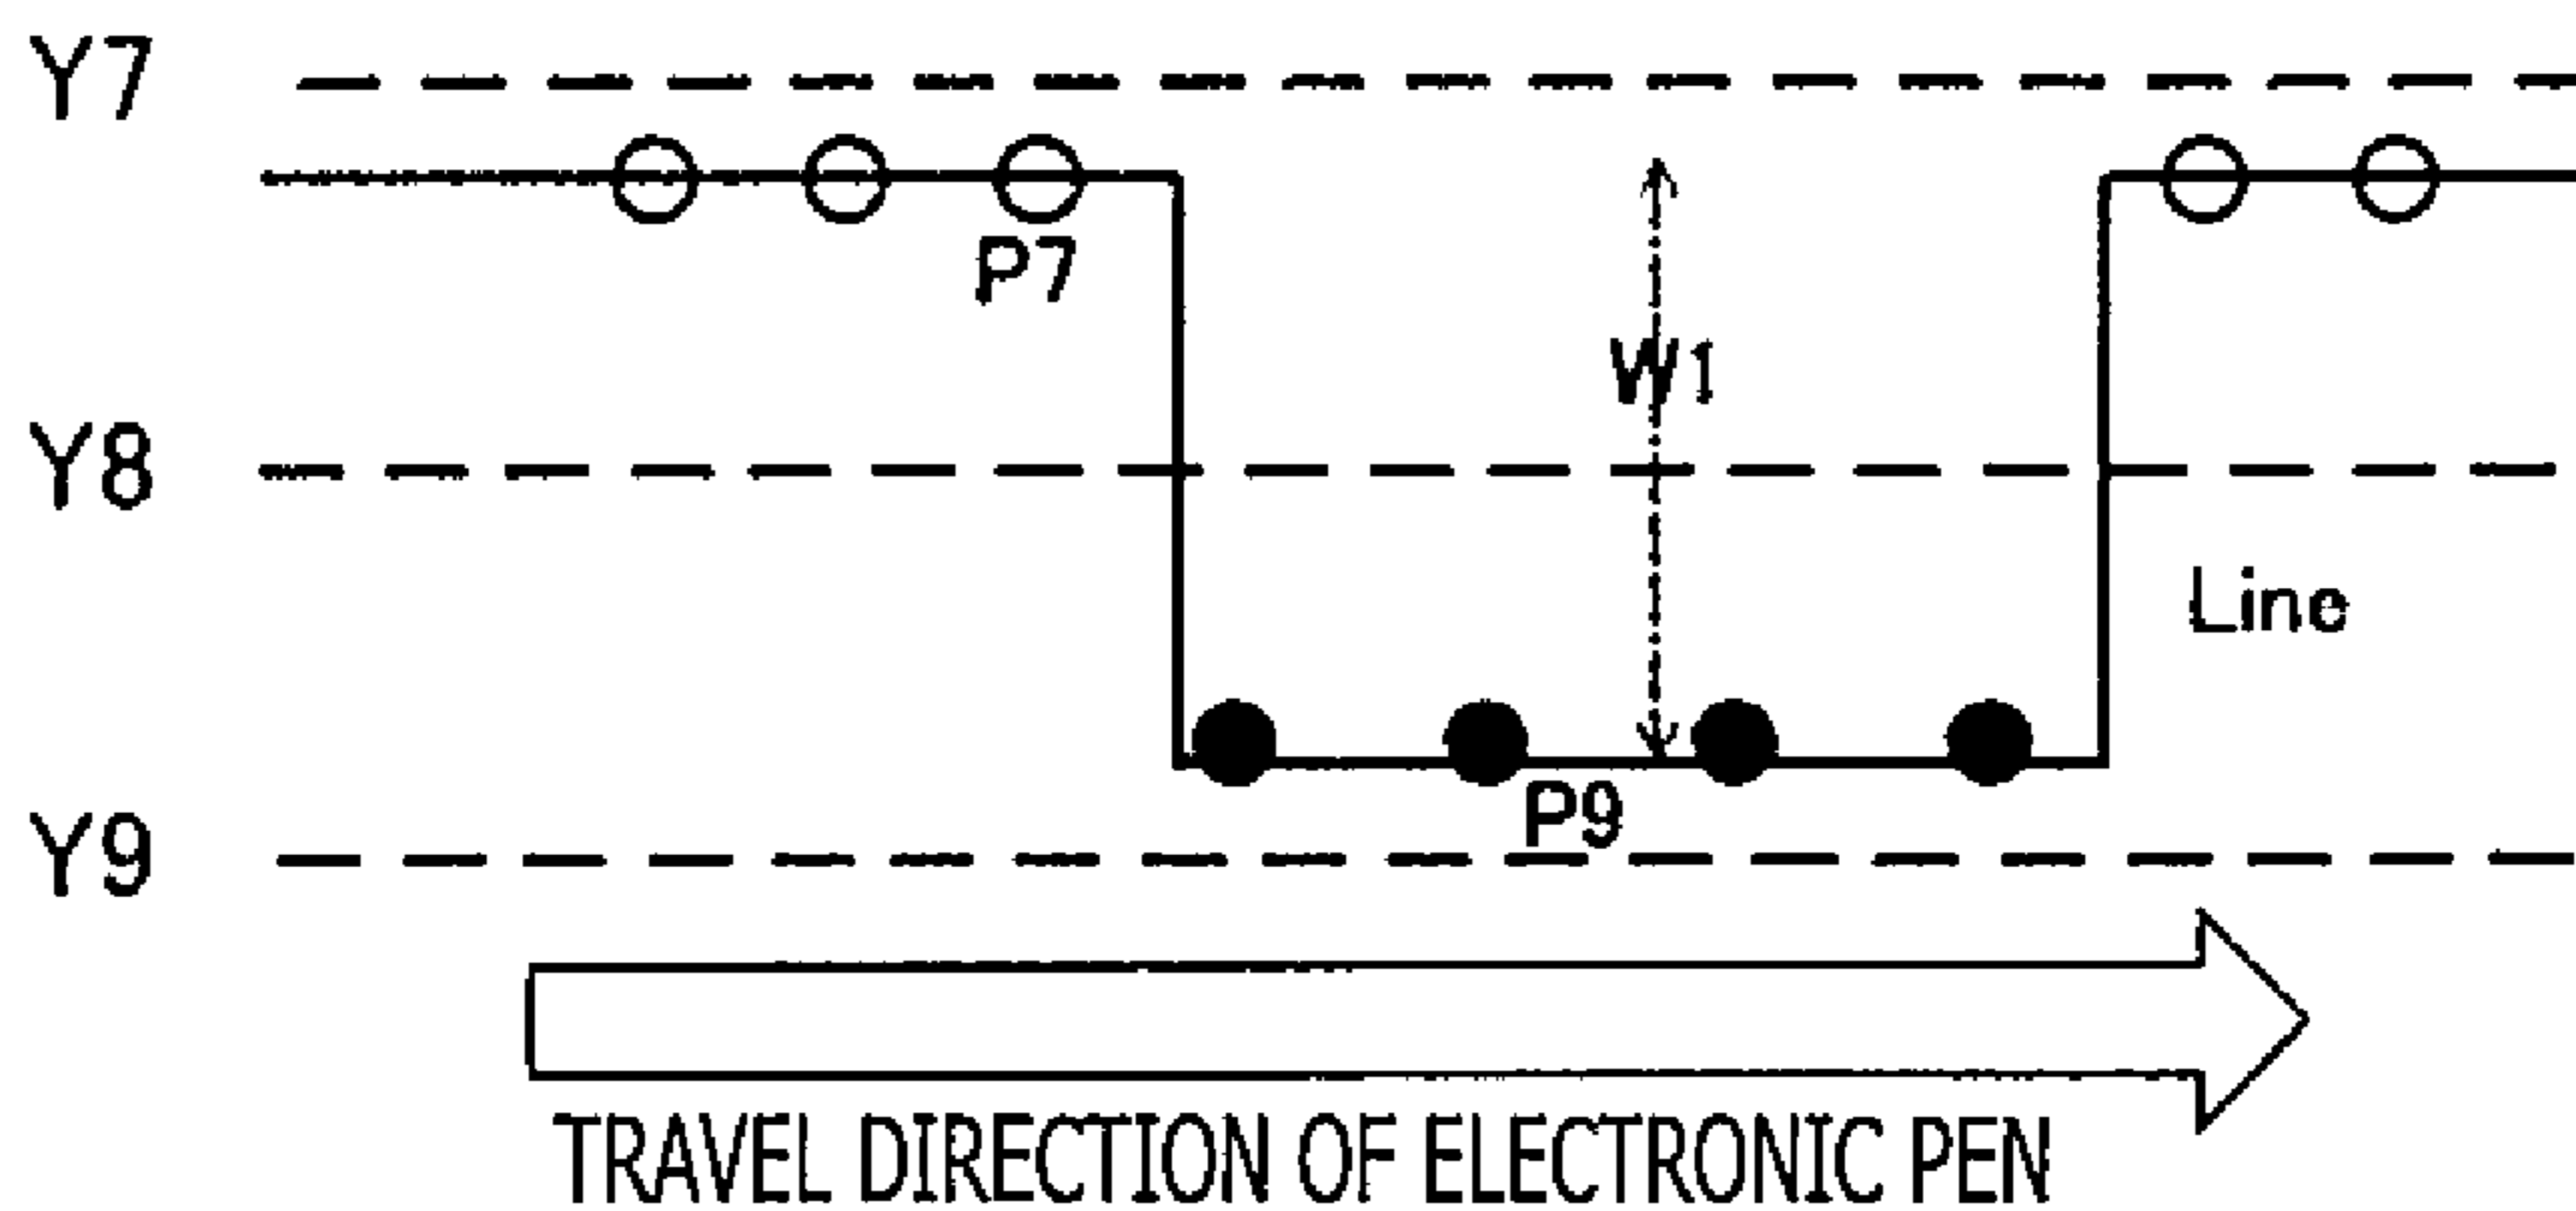 Y7
P7
W1
Y8
Line
P9
Y9
TRAVEL DIRECTION OF ELECTRONIC PEN